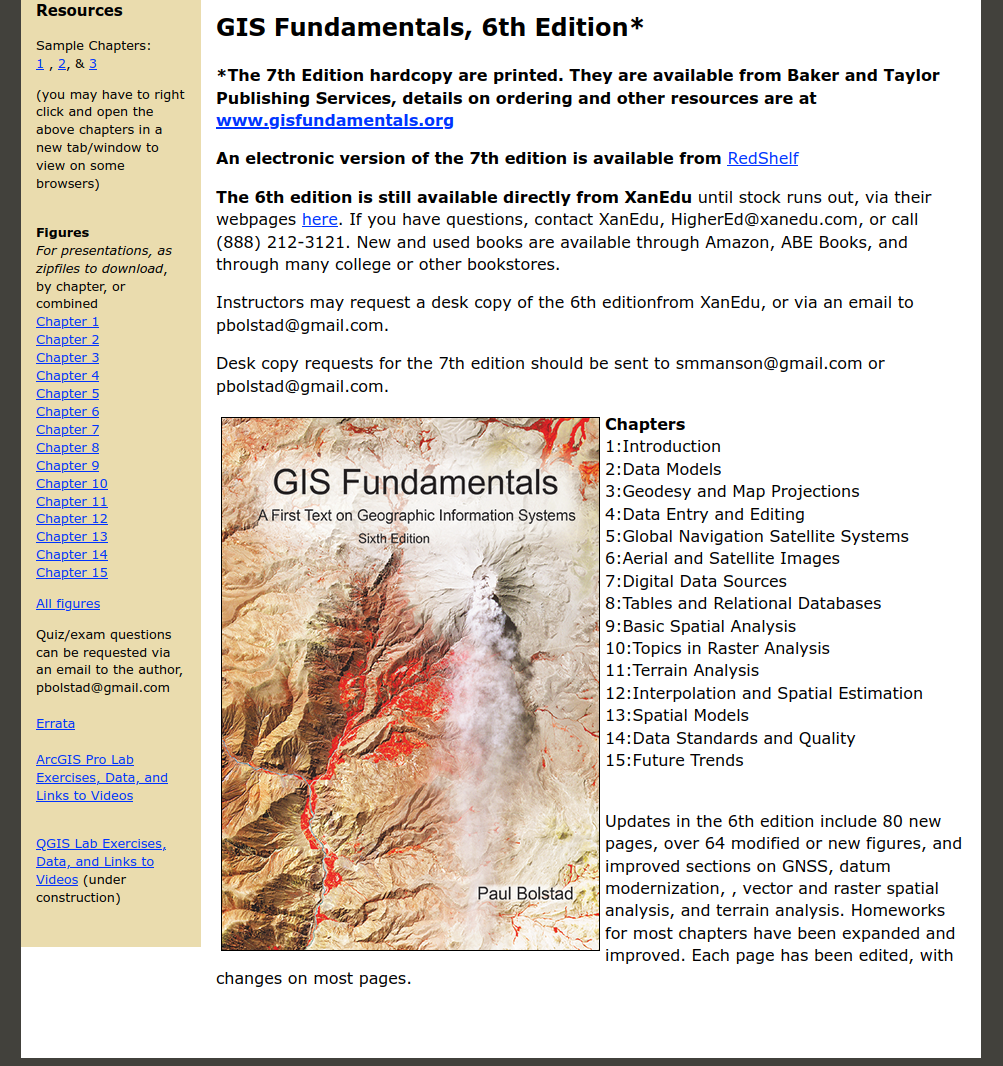 Resources
Sample Chapters:
1 , 2, & 3
(you may have to right
click and open the
above chapters in a
new tab/window to
view on some
browsers)
Figures
For presentations, as
zipfiles to download,
by chapter, or
combined
Chapter 1
Chapter 2
Chapter 3
Chapter 4
Chapter 5
Chapter 6
Chapter 7
Chapter 8
Chapter 9
Chapter 10
Chapter 11
Chapter 12
Chapter 13
Chapter 14
Chapter 15
All figures
Quiz/exam questions
can be requested via
an email to the author,
pbolstad@gmail.com
Errata
ArcGIS Pro Lab
Exercises, Data, and
Links to Videos
QGIS Lab Exercises,
Data, and Links to
Videos (under
construction)
GIS Fundamentals, 6th Edition*
*The 7th Edition hardcopy are printed. They are available from Baker and Taylor
Publishing Services, details on ordering and other resources are at
www.gisfundamentals.org
An electronic version of the 7th edition is available from RedShelf
The 6th edition is still available directly from XanEdu until stock runs out, via their
webpages here. If you have questions, contact XanEdu, HigherEd@xanedu.com, or call
(888) 212-3121. New and used books are available through Amazon, ABE Books, and
through many college or other bookstores.
Instructors may request a desk copy of the 6th editionfrom XanEdu, or via an email to
pbolstad@gmail.com.
Desk copy requests for the 7th edition should be sent to smmanson@gmail.com or
pbolstad@gmail.com.
GIS Fundamentals
A First Text on Geographic Information Systems
Sixth Edition
Paul Bolstad
Chapters
1:Introduction
2:Data Models
3:Geodesy and Map Projections
4:Data Entry and Editing
5:Global Navigation Satellite Systems
6:Aerial and Satellite Images
7:Digital Data Sources
8:Tables and Relational Databases
9:Basic Spatial Analysis
10:Topics in Raster Analysis
11:Terrain Analysis
12:Interpolation and Spatial Estimation
13:Spatial Models
14:Data Standards and Quality
15:Future Trends
Updates in the 6th edition include 80 new
pages, over 64 modified or new figures, and
improved sections on GNSS, datum
modernization, , vector and raster spatial
analysis, and terrain analysis. Homeworks
for most chapters have been expanded and
improved. Each page has been edited, with
changes on most pages.